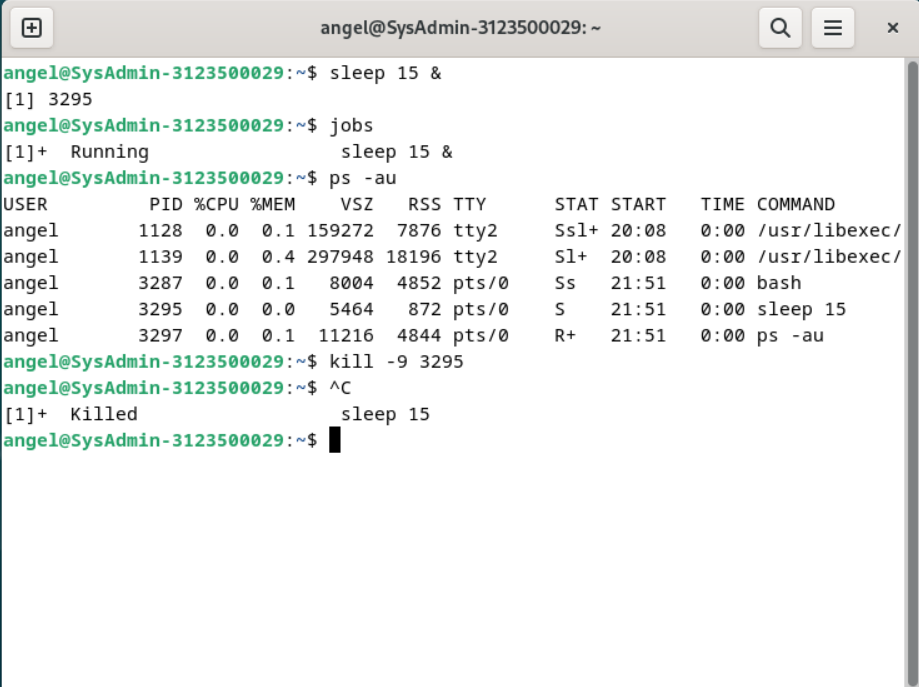 angel@SysAdmin-3123500029: ~
angel@SysAdmin-3123500029:~$ sleep 15 &
[1] 3295
angel@SysAdmin-3123500029:~$ jobs
[1]+  Running                 sleep 15 &
angel@SysAdmin-3123500029:~$ ps -au
USER         PID %CPU %MEM    VSZ   RSS TTY      STAT START   TIME COMMAND
angel       1128  0.0  0.1 159272  7876 tty2     Ssl+ 20:08   0:00 /usr/libexec/
angel       1139  0.0  0.4 297948 18196 tty2     Sl+  20:08   0:00 /usr/libexec/
angel       3287  0.0  0.1   8004  4852 pts/0    Ss   21:51   0:00 bash
angel       3295  0.0  0.0   5464   872 pts/0    S    21:51   0:00 sleep 15
angel       3297  0.0  0.1  11216  4844 pts/0    R+   21:51   0:00 ps -au
angel@SysAdmin-3123500029:~$ kill -9 3295
angel@SysAdmin-3123500029:~$ ^C
[1]+  Killed                  sleep 15
angel@SysAdmin-3123500029:~$